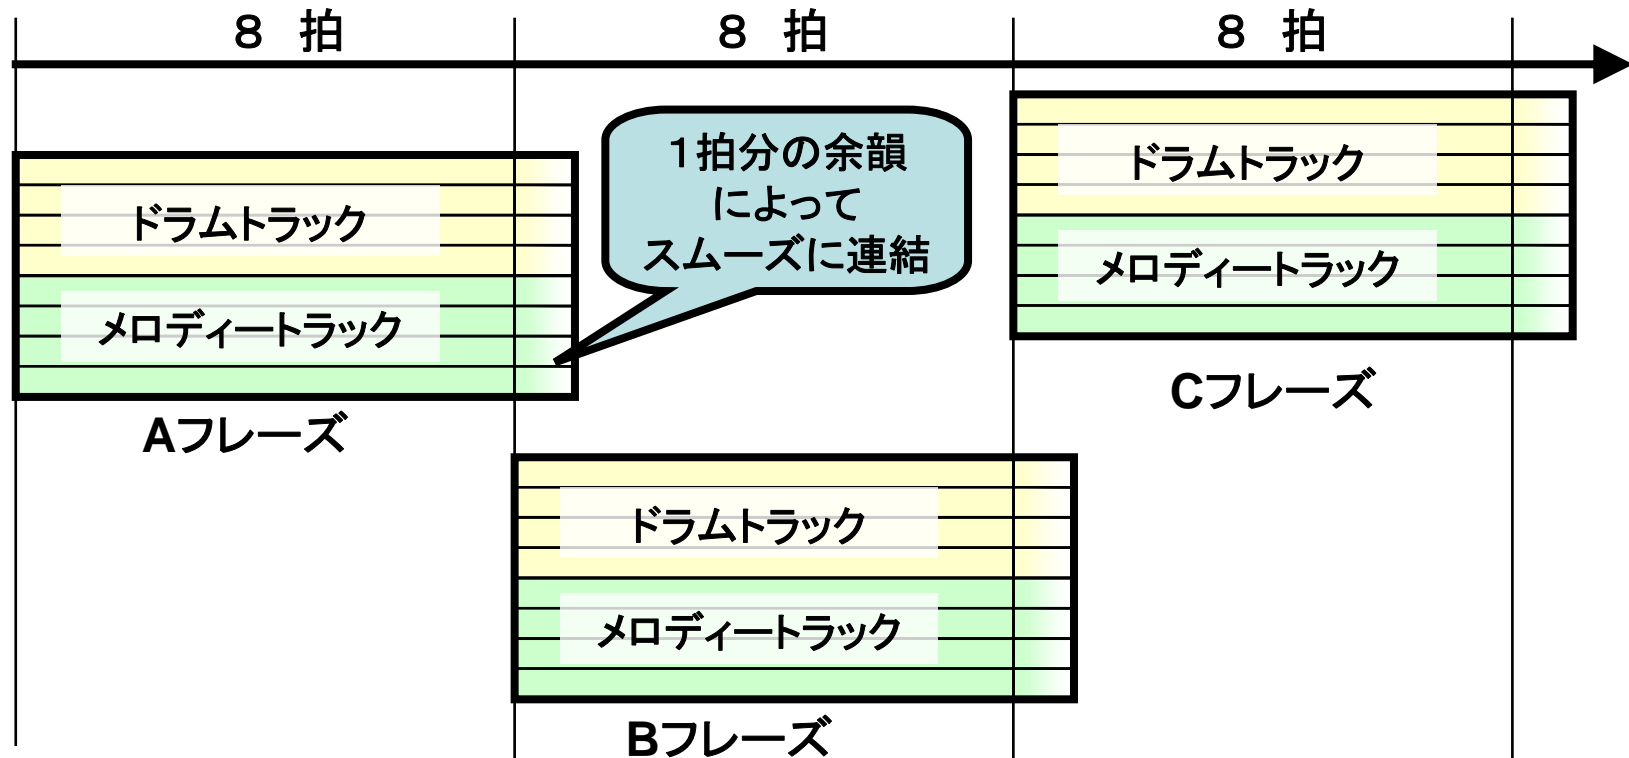 8 拍
8 拍
8 拍
ドラムトラック
メロディートラック
Aフレーズ
1拍分の余韻
によって
スムーズに連結
ドラムトラック
メロディートラック
Cフレーズ
ドラムトラック
メロディートラック
Bフレーズ